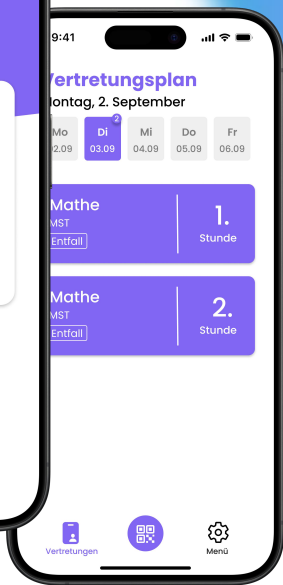 9:41
Vertretungsplan
Montag, 2. September
Mo Di 2 Mi Do Fr
02.09 03.09 04.09 05.09 06.09
Mathe
MST
Entfall
1.
Stunde
Mathe
MST
Entfall
2.
Stunde
Vertretungen
Menü